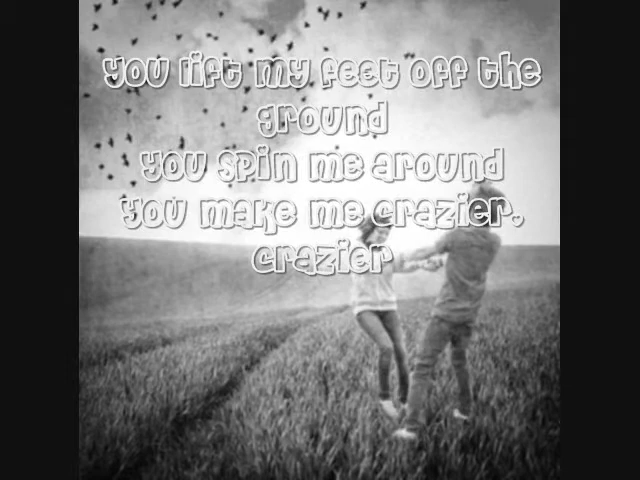 you lift my feet off the
ground
you spin me around
you make me crazier,
crazier